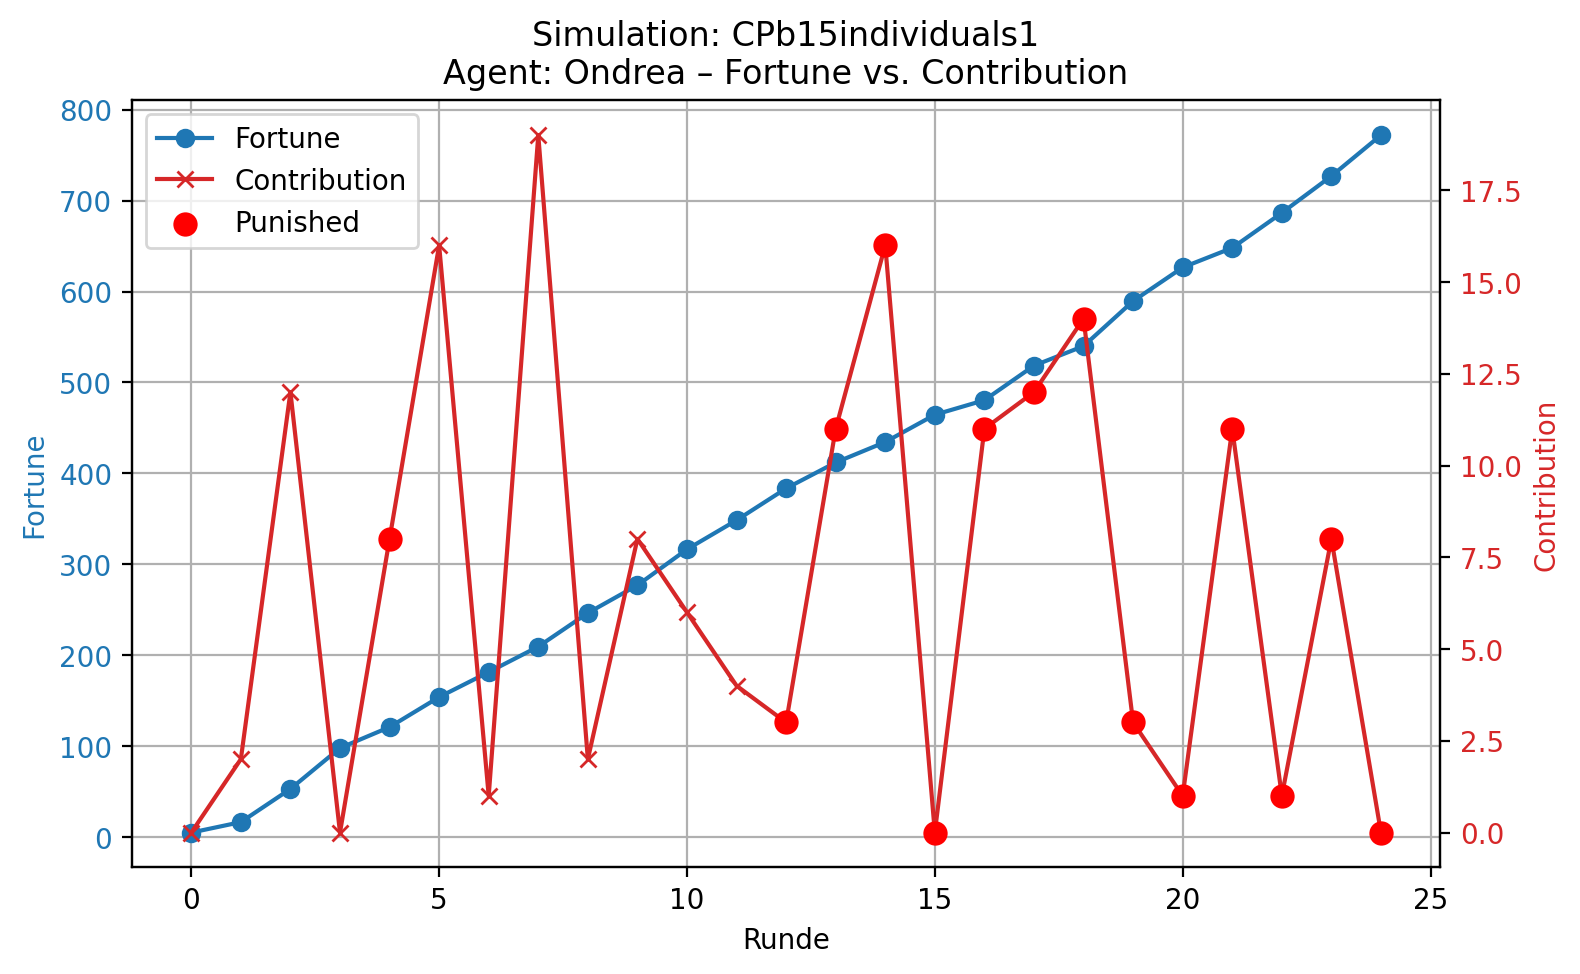 Simulation: CPb15individuals1
Agent: Ondrea – Fortune vs. Contribution
Fortune
Contribution
Punished
800
700
600
500
400
300
200
100
0
Fortune
17.5
15.0
12.5
10.0
7.5
5.0
2.5
0.0
Contribution
0 5 10 15 20 25
Runde